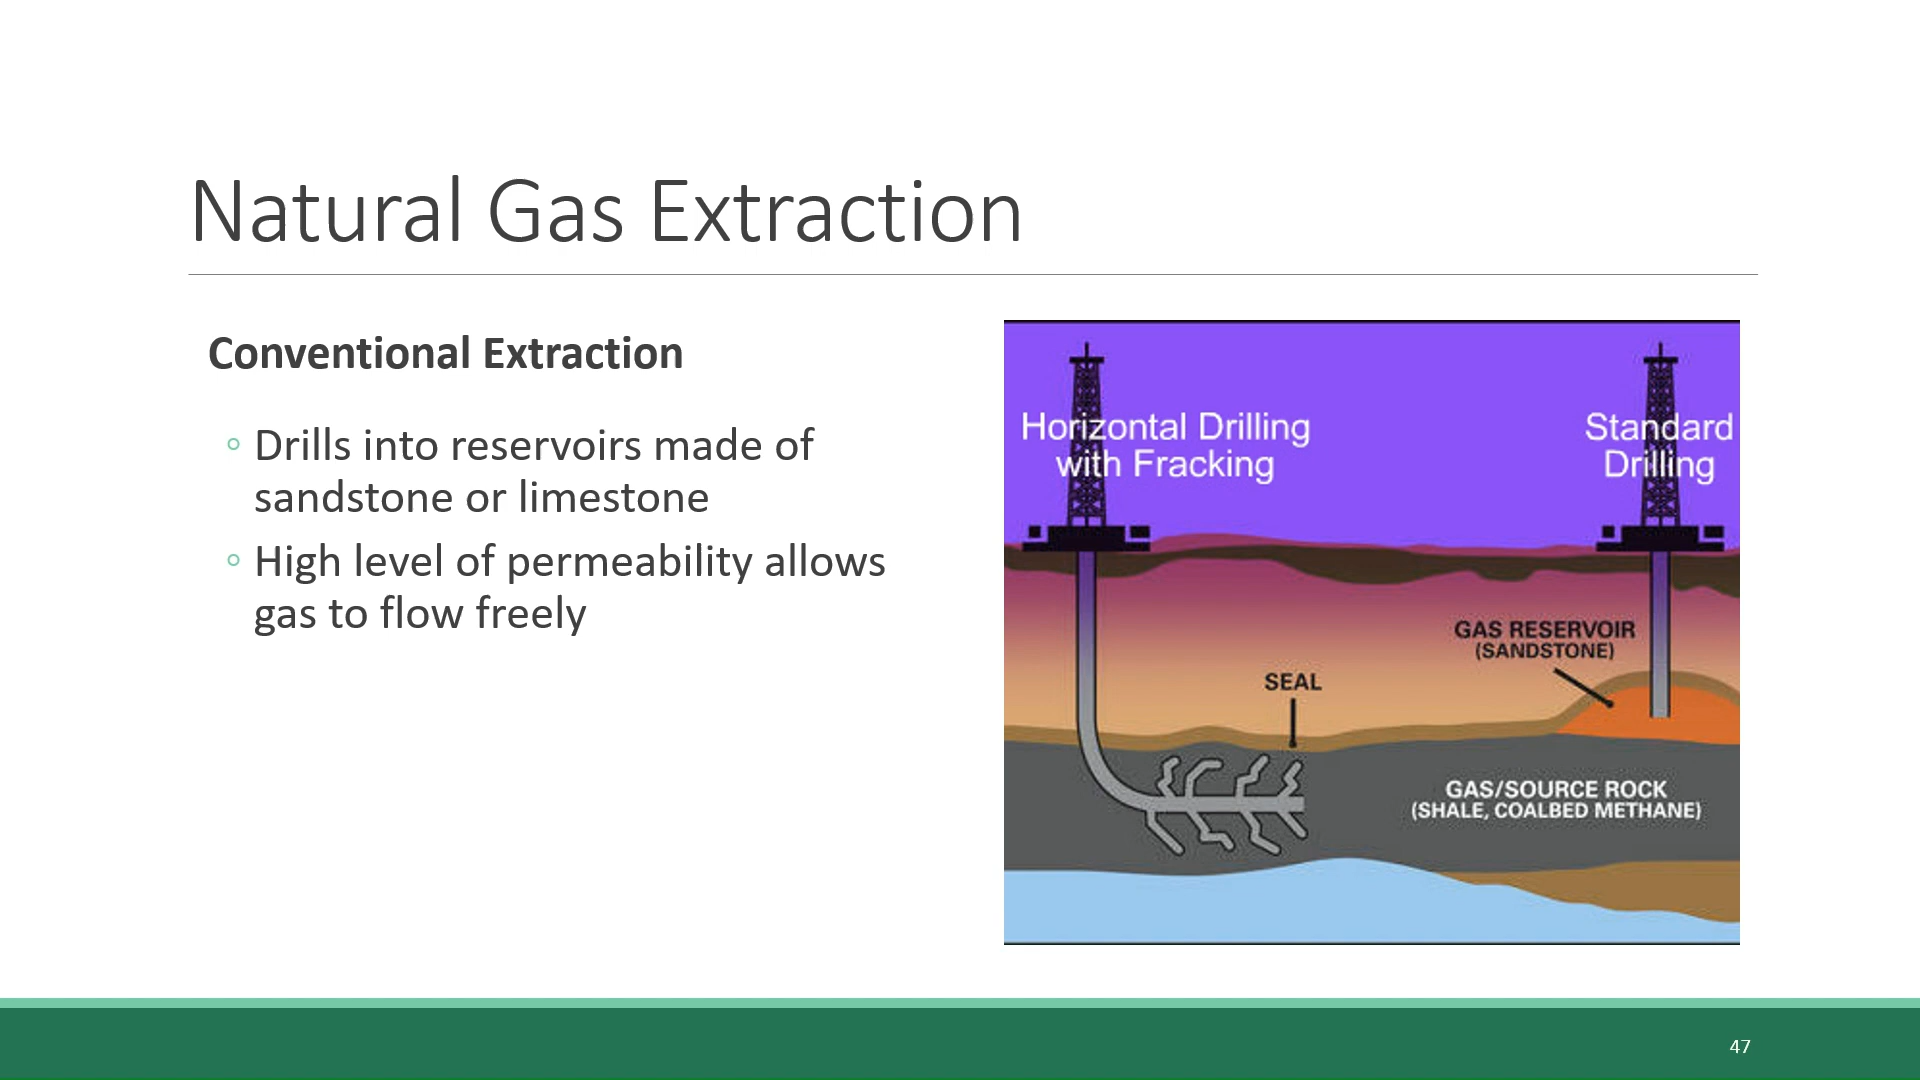 Natural Gas Extraction
Conventional Extraction
◦ Drills into reservoirs made of
sandstone or limestone
◦ High level of permeability allows
gas to flow freely
Horizontal Drilling
with Fracking
Standard
Drilling
GAS RESERVOIR
(SANDSTONE)
SEAL
GAS/SOURCE ROCK
(SHALE, COALBED METHANE)
47